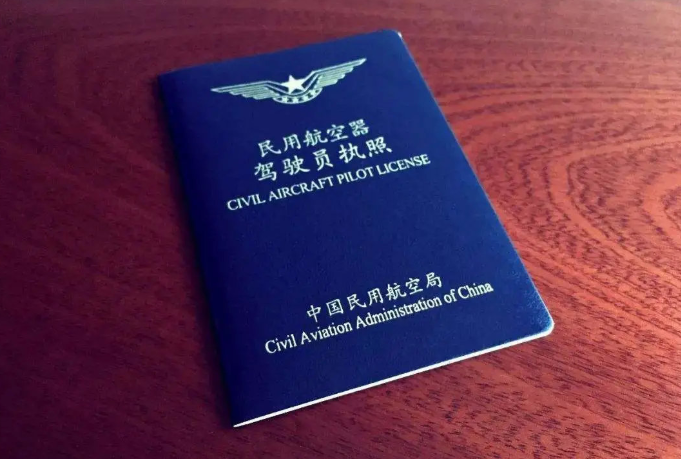 民用航空器
驾驶员执照
CIVIL AIRCRAFT PILOT LICENSE
中国民用航空局
Civil Aviation Administration of China